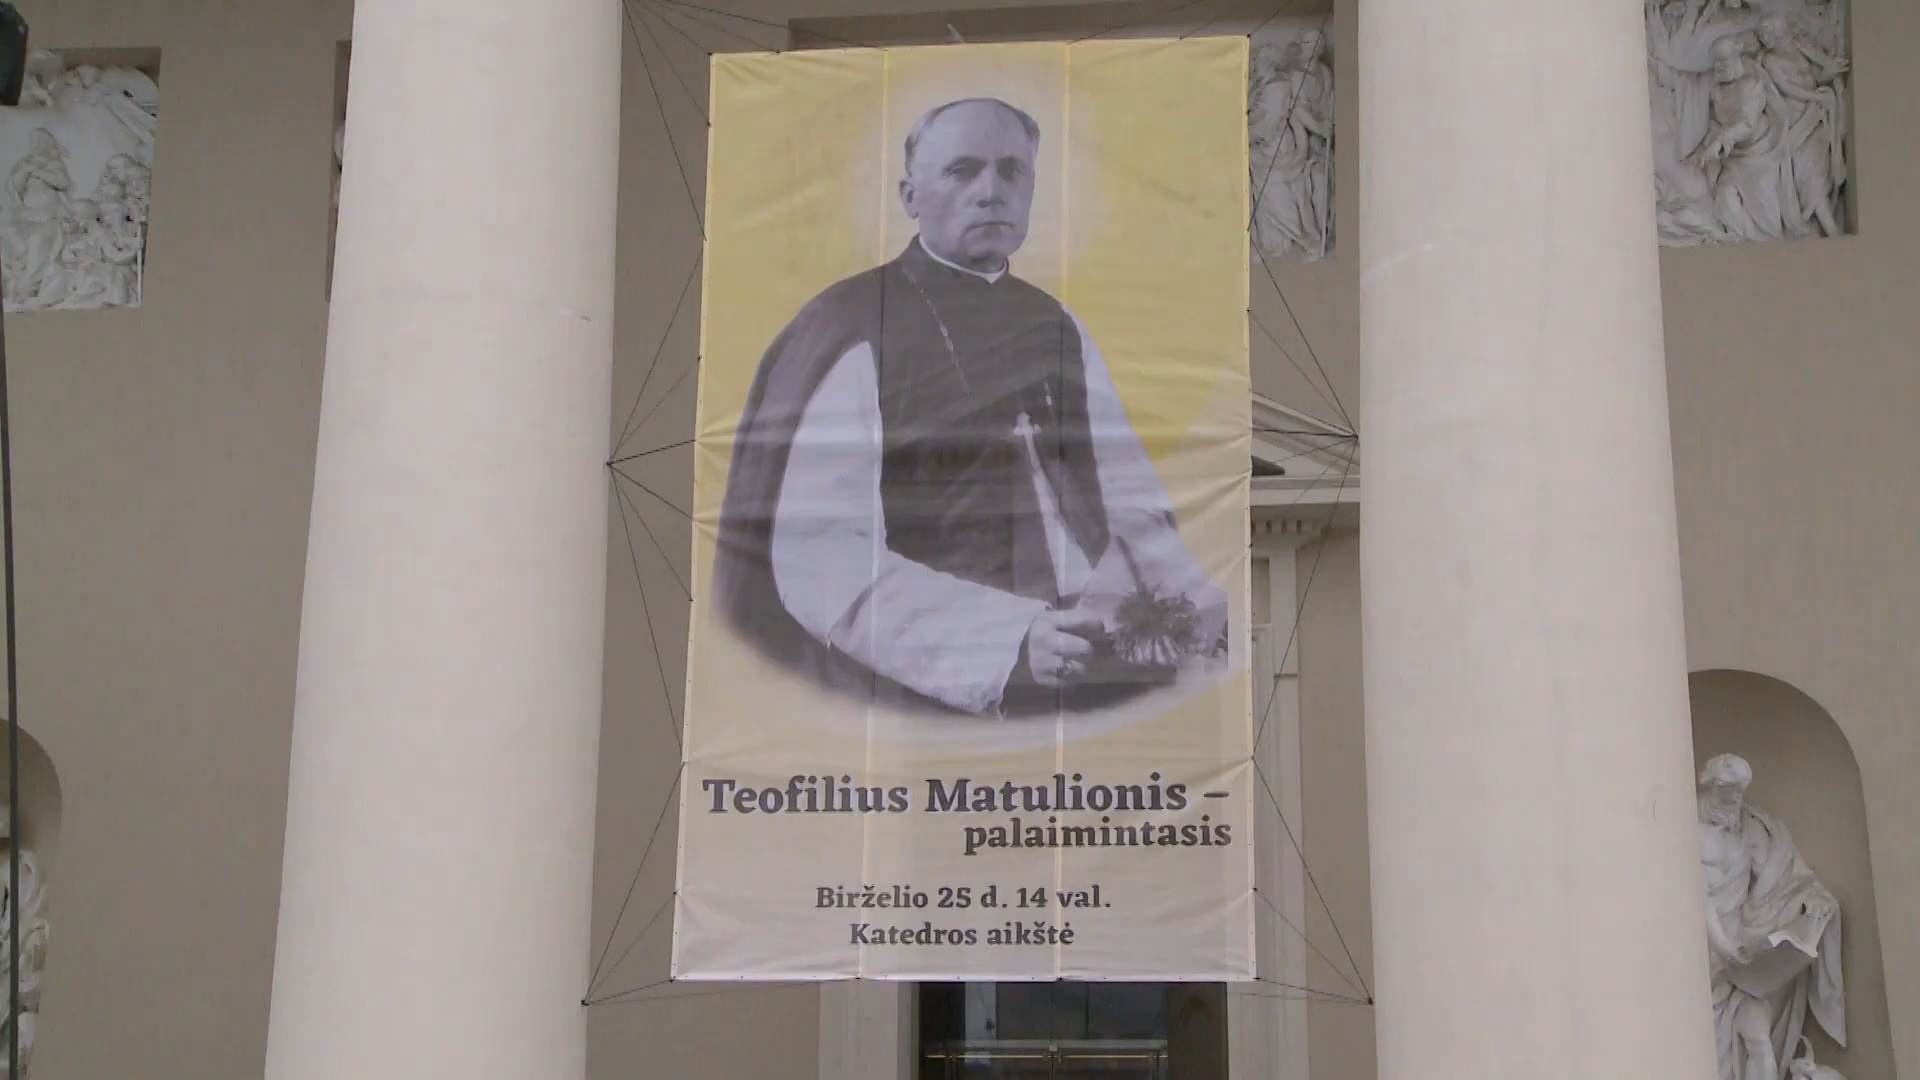 Teofilius Matulionis –
palaimintasis
Birželio 25 d. 14 val.
Katedros aikštė